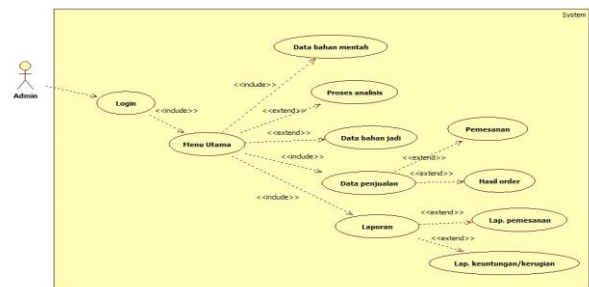 System
Data bahan mentah
Admin
Login
<<include>>
<<include>>
Proses analisis
<<extend>>
Menu Utama
<<extend>>
Data bahan jadi
Pemesanan
<<include>>
<<extend>>
Data penjualan
<<extend>>
Hasil order
<<include>>
Laporan
<<extend>>
Lap. pemesanan
<<extend>>
Lap. keuntungan/kerugian